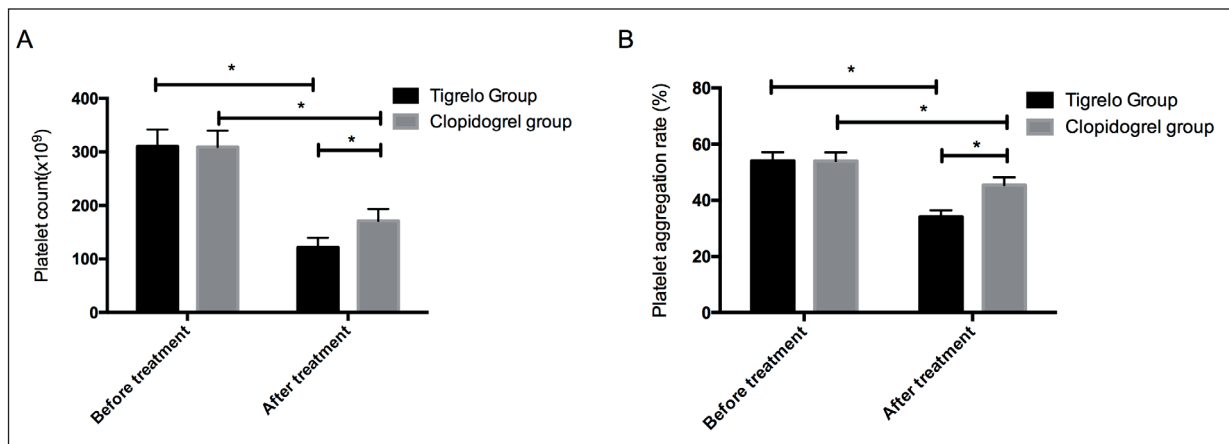 A
*
Tigrelo Group
Clopidogrel group
*
*
400
300
200
100
0
Platelet count(x10⁹)
Before treatment
After treatment
B
*
Tigrelo Group
Clopidogrel group
*
*
80
60
40
20
0
Platelet aggregation rate (%)
Before treatment
After treatment